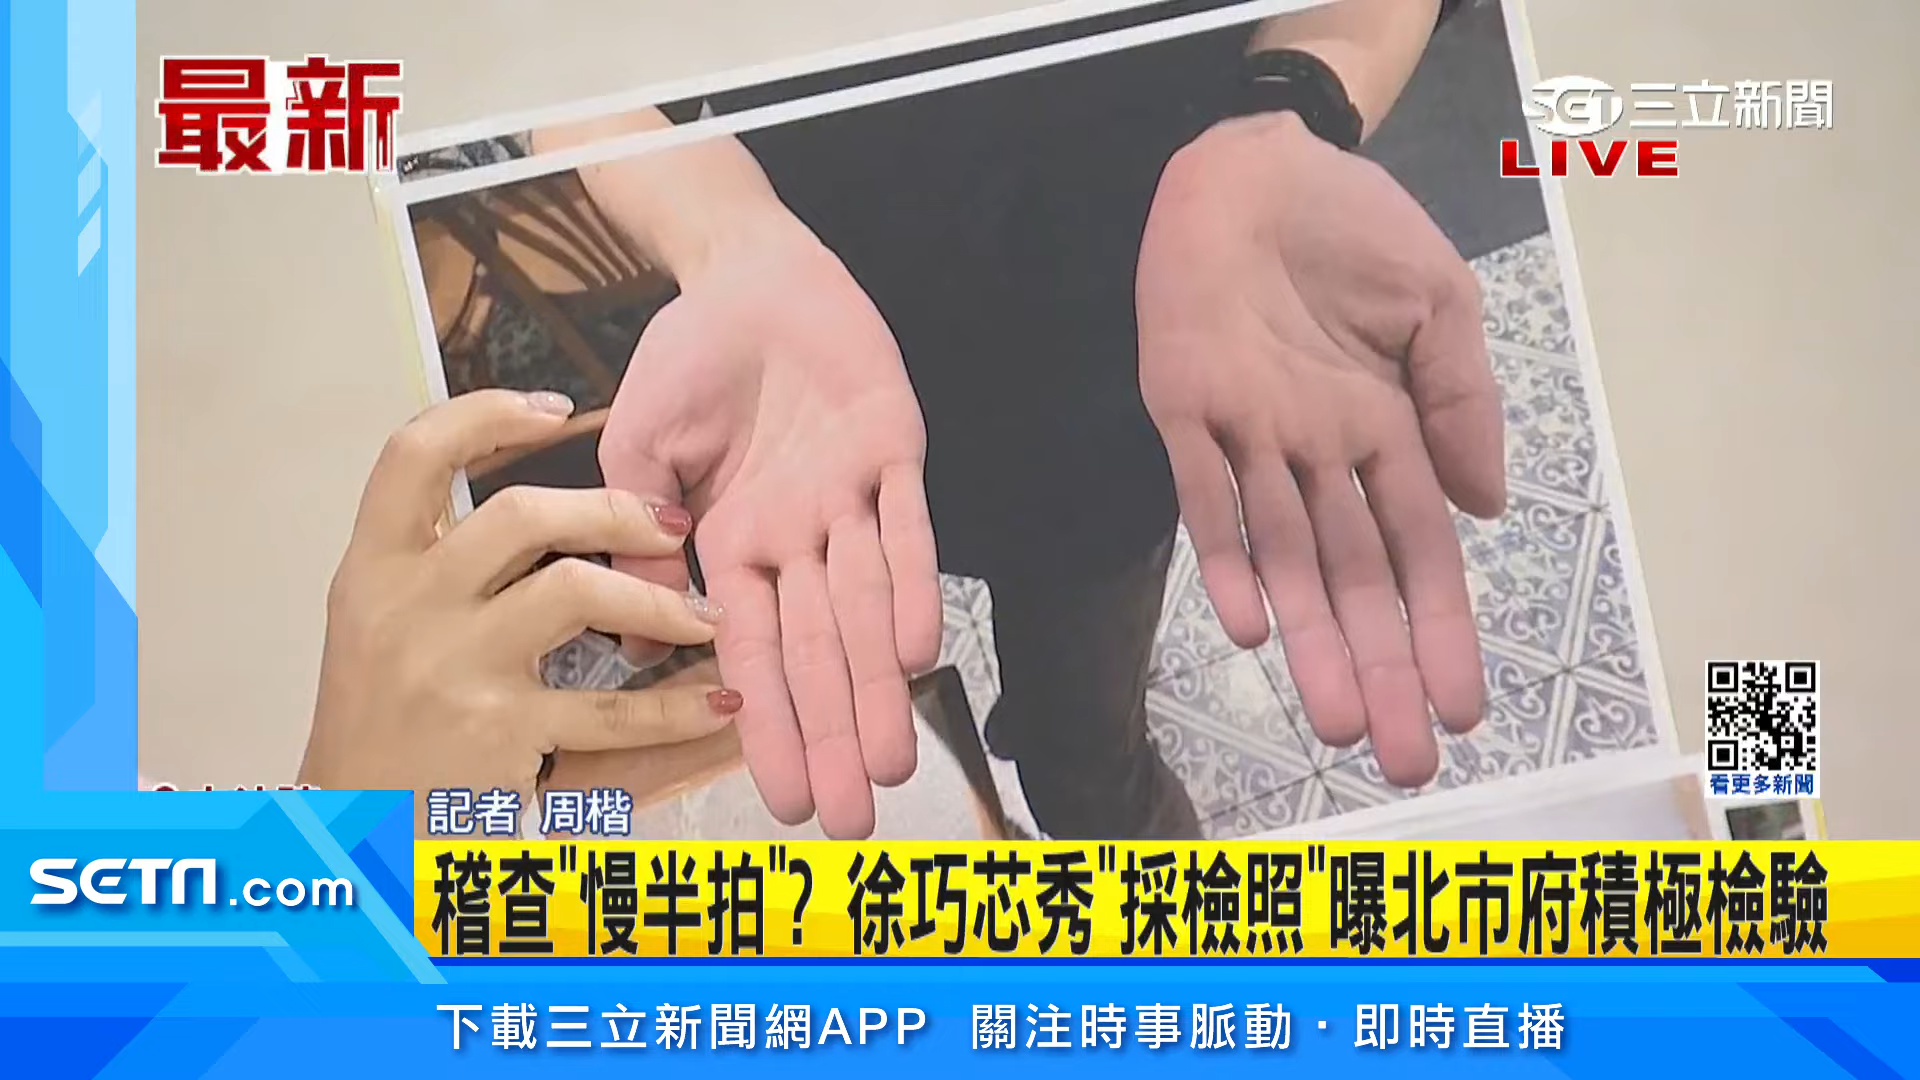 最新
SET三立新聞
LIVE
看更多新聞
記者 周楷
稽查"慢半拍"? 徐巧芯秀"採檢照"曝北市府積極檢驗
SETN.com
下載三立新聞網APP 關注時事脈動・即時直播